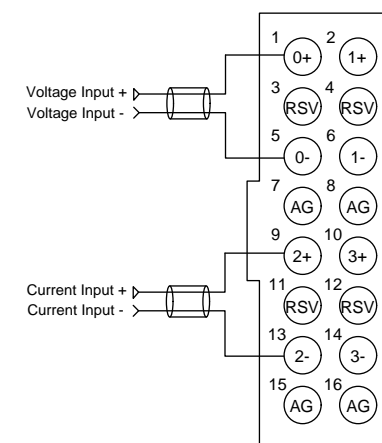 1 2
0+ 1+
Voltage Input +
3 4
Voltage Input -
RSV RSV
5 6
0- 1-
7 8
AG AG
9 10
2+ 3+
Current Input +
11 12
Current Input -
RSV RSV
13 14
2- 3-
15 16
AG AG